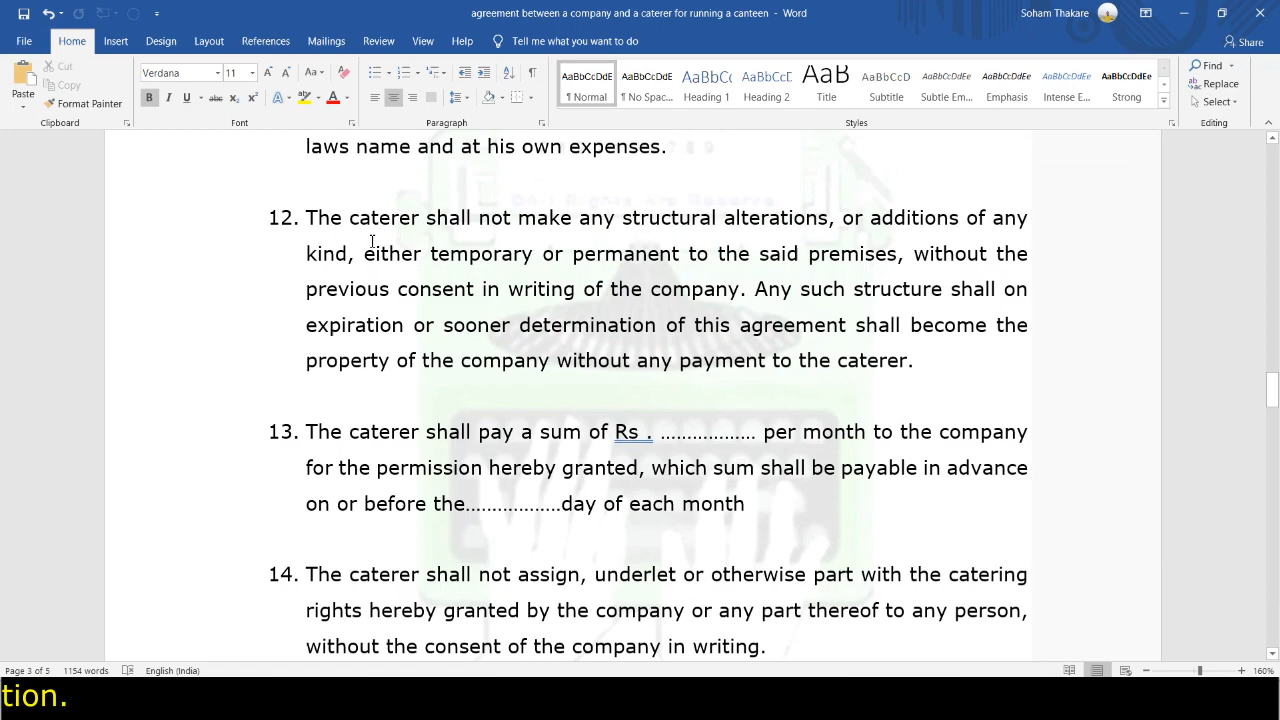 agreement between a company and a caterer for running a canteen - Word
Soham Thakare
File Home Insert Design Layout References Mailings Review View Help Tell me what you want to do Share
Paste Cut Copy Format Painter
Clipboard
Verdana 11
Font
Paragraph
AaBbCcDdE AaBbCcDdE AaBbCc AaBbCcC AaB AaBbCcD AaBbCcDdEe AaBbCcDdEe AaBbCcDdEe AaBbCcDdE
¶ Normal ¶ No Spac... Heading 1 Heading 2 Title Subtitle Subtle Em... Emphasis Intense E... Strong
Styles
Find
Replace
Select
Editing
laws name and at his own expenses.
12. The caterer shall not make any structural alterations, or additions of any
kind, either temporary or permanent to the said premises, without the
previous consent in writing of the company. Any such structure shall on
expiration or sooner determination of this agreement shall become the
property of the company without any payment to the caterer.
13. The caterer shall pay a sum of Rs . .................. per month to the company
for the permission hereby granted, which sum shall be payable in advance
on or before the..................day of each month
14. The caterer shall not assign, underlet or otherwise part with the catering
rights hereby granted by the company or any part thereof to any person,
without the consent of the company in writing.
Page 3 of 5 1154 words English (India) 160%
tion.